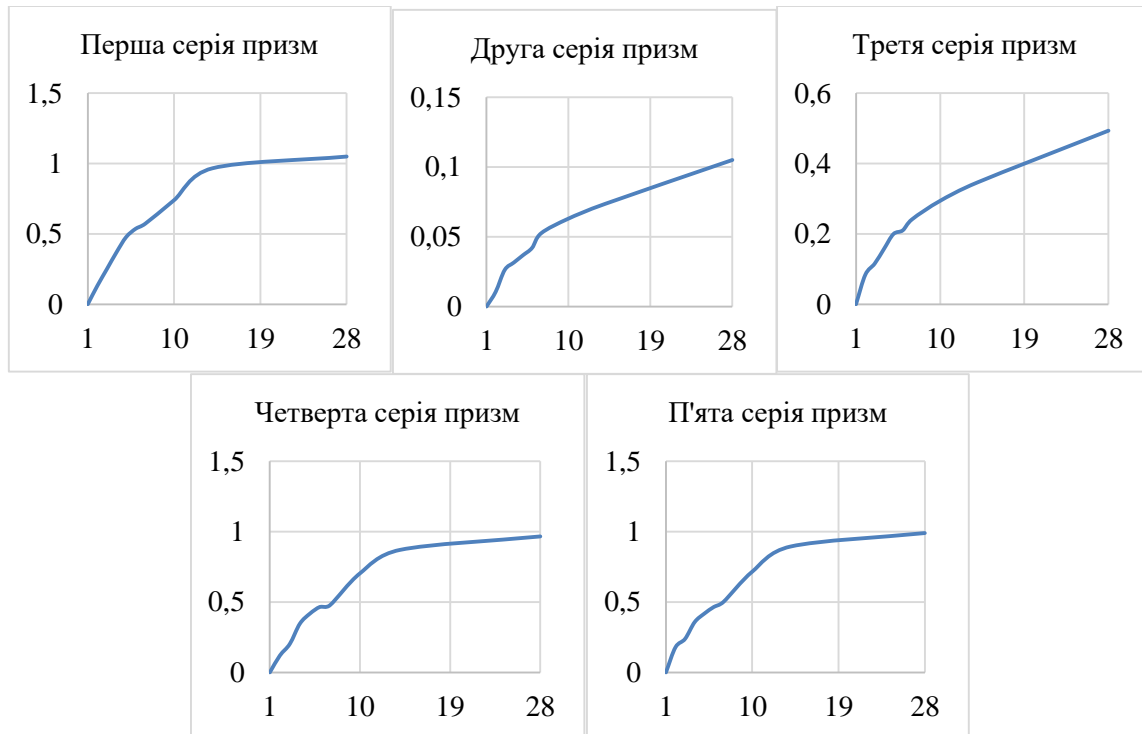 Перша серія призм
1,5
1
0,5
0
1 10 19 28
Друга серія призм
0,15
0,1
0,05
0
1 10 19 28
Третя серія призм
0,6
0,4
0,2
0
1 10 19 28
Четверта серія призм
1,5
1
0,5
0
1 10 19 28
П'ята серія призм
1,5
1
0,5
0
1 10 19 28